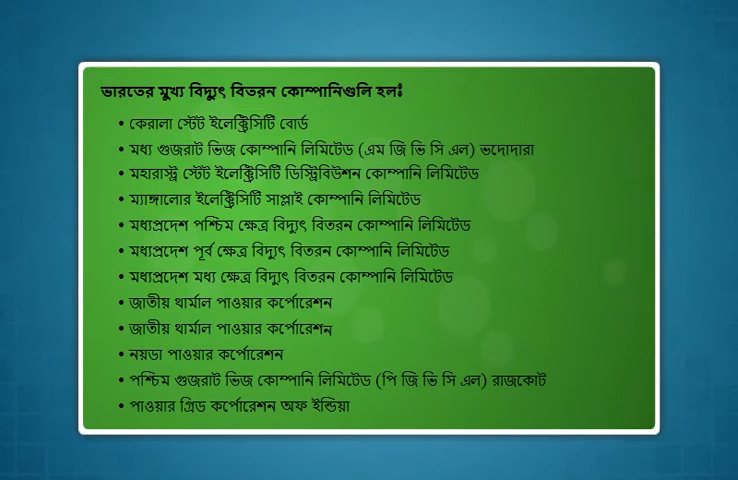 ভারতের মুখ্য বিদ্যুৎ বিতরন কোম্পানিগুলি হলঃ
• কেরালা স্টেট ইলেক্ট্রিসিটি বোর্ড
• মধ্য গুজরাট ভিজ কোম্পানি লিমিটেড (এম জি ভি সি এল) ভদোদারা
• মহারাস্ট্র স্টেট ইলেক্ট্রিসিটি ডিস্ট্রিবিউশন কোম্পানি লিমিটেড
• ম্যাঙ্গালোর ইলেক্ট্রিসিটি সাপ্লাই কোম্পানি লিমিটেড
• মধ্যপ্রদেশ পশ্চিম ক্ষেত্র বিদ্যুৎ বিতরন কোম্পানি লিমিটেড
• মধ্যপ্রদেশ পূর্ব ক্ষেত্র বিদ্যুৎ বিতরন কোম্পানি লিমিটেড
• মধ্যপ্রদেশ মধ্য ক্ষেত্র বিদ্যুৎ বিতরন কোম্পানি লিমিটেড
• জাতীয় থার্মাল পাওয়ার কর্পোরেশন
• জাতীয় থার্মাল পাওয়ার কর্পোরেশন
• নয়ডা পাওয়ার কর্পোরেশন
• পশ্চিম গুজরাট ভিজ কোম্পানি লিমিটেড (পি জি ভি সি এল) রাজকোট
• পাওয়ার গ্রিড কর্পোরেশন অফ ইন্ডিয়া